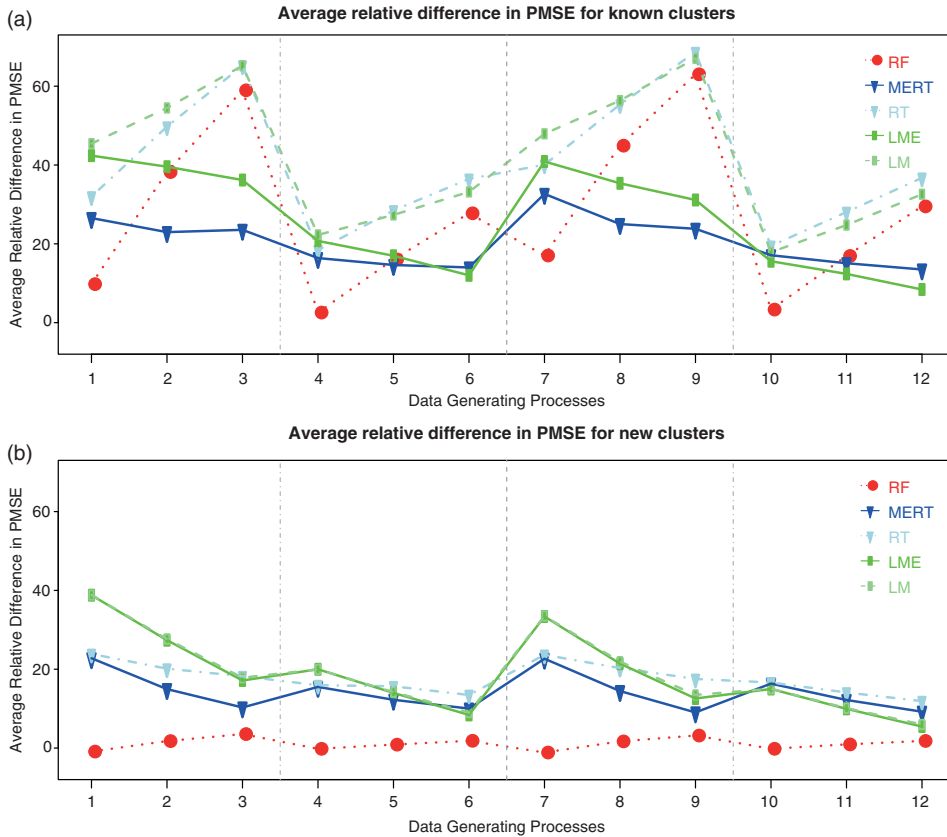 (a)
Average relative difference in PMSE for known clusters
Average Relative Difference in PMSE
60
40
20
0
RF
MERT
RT
LME
LM
1 2 3 4 5 6 7 8 9 10 11 12
Data Generating Processes
(b)
Average relative difference in PMSE for new clusters
Average Relative Difference in PMSE
60
40
20
0
RF
MERT
RT
LME
LM
1 2 3 4 5 6 7 8 9 10 11 12
Data Generating Processes